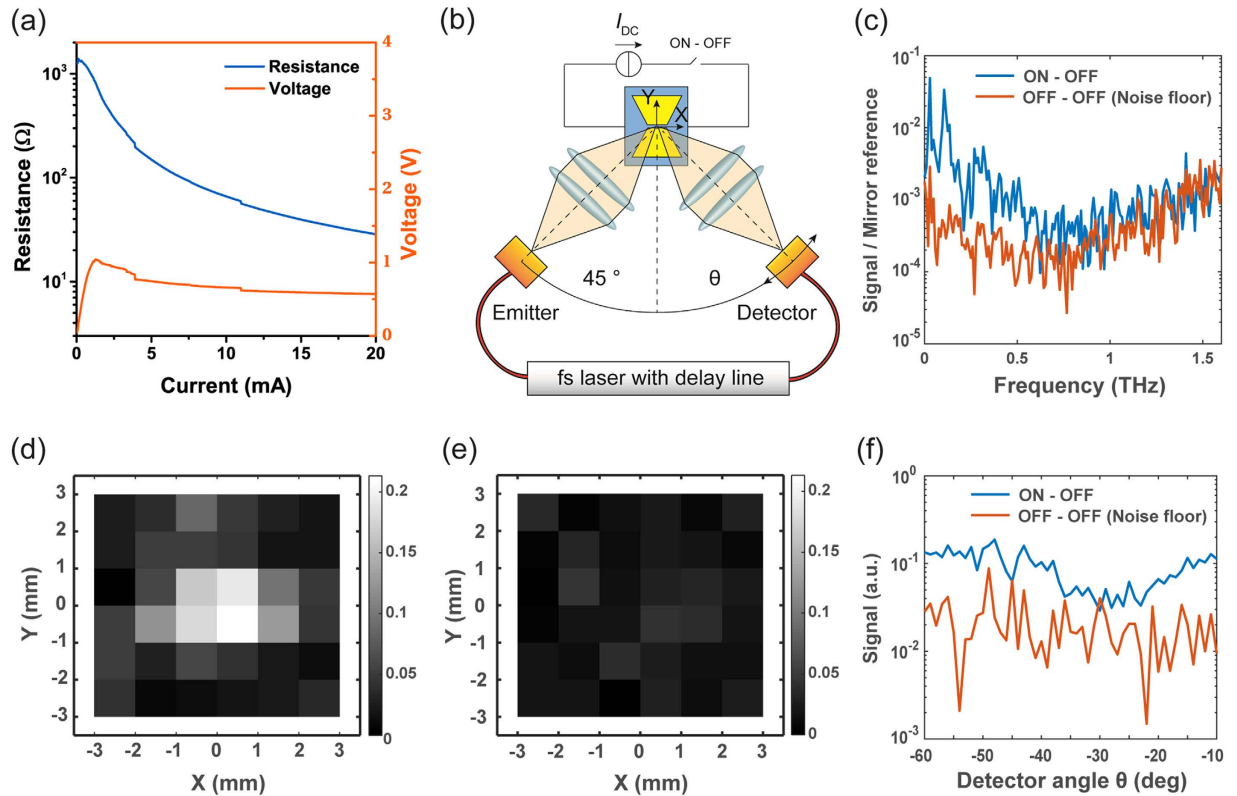 (a)
Resistance (Ω)
10³
10²
10¹
Resistance
Voltage
4
3
2
1
0
Voltage (V)
0
5
10
15
20
Current (mA)
(b)
I_DC
ON - OFF
Y
X
45 °
θ
Emitter
Detector
fs laser with delay line
(c)
Signal / Mirror reference
10⁻¹
10⁻²
10⁻³
10⁻⁴
10⁻⁵
ON - OFF
OFF - OFF (Noise floor)
0
0.5
1
1.5
Frequency (THz)
(d)
Y (mm)
3
2
1
0
-1
-2
-3
-3
-2
-1
0
1
2
3
X (mm)
0.2
0.15
0.1
0.05
0
(e)
Y (mm)
3
2
1
0
-1
-2
-3
-3
-2
-1
0
1
2
3
X (mm)
0.2
0.15
0.1
0.05
0
(f)
Signal (a.u.)
10⁰
10⁻¹
10⁻²
10⁻³
ON - OFF
OFF - OFF (Noise floor)
-60
-50
-40
-30
-20
-10
Detector angle θ (deg)